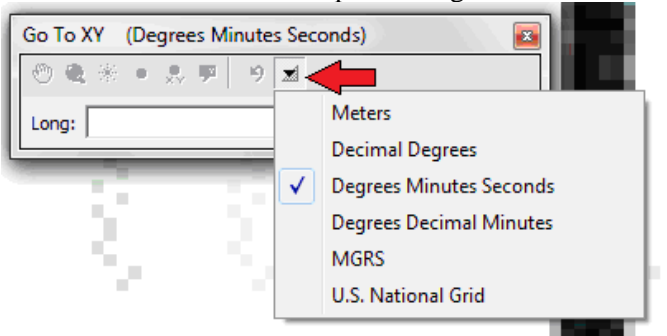 Go To XY (Degrees Minutes Seconds)
Long:
Meters
Decimal Degrees
Degrees Minutes Seconds
Degrees Decimal Minutes
MGRS
U.S. National Grid